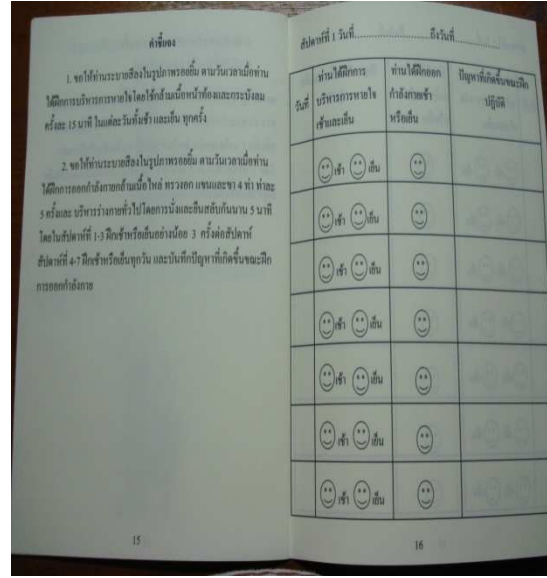 คำชี้แจง
1. ขอให้ท่านระบายสีลงในรูปภาพรอยยิ้ม ตามวันเวลาเมื่อท่าน
ได้ฝึกการบริหารการหายใจโดยใช้กล้ามเนื้อหน้าท้องและกระบังลม
ครั้งละ 15 นาที ในแต่ละวันทั้งเช้า และเย็น ทุกครั้ง
2. ขอให้ท่านระบายสีลงในรูปภาพรอยยิ้ม ตามวันเวลาเมื่อท่าน
ได้ฝึกการออกกำลังกายกล้ามเนื้อไหล่ ทรวงอก แขนและขา 4 ท่า ท่าละ
5 ครั้งและ บริหารร่างกายทั่วไปโดยการนั่งและยืนสลับกันนาน 5 นาที
โดยในสัปดาห์ที่ 1-3 ฝึกเช้าหรือเย็นอย่างน้อย 3 ครั้งต่อสัปดาห์
สัปดาห์ที่ 4-7 ฝึกเช้าหรือเย็นทุกวัน และบันทึกปัญหาที่เกิดขึ้นขณะฝึก
การออกกำลังกาย
15
สัปดาห์ที่ 1 วันที่........................ถึงวันที่..............
วันที่
ท่านได้ฝึกการ
บริหารการหายใจ
เช้าและเย็น
ท่านได้ฝึกออก
กำลังกายเช้า
หรือเย็น
ปัญหาที่เกิดขึ้นขณะฝึก
ปฏิบัติ
เช้า เย็น
เช้า เย็น
เช้า เย็น
เช้า เย็น
เช้า เย็น
เช้า เย็น
เช้า เย็น
16